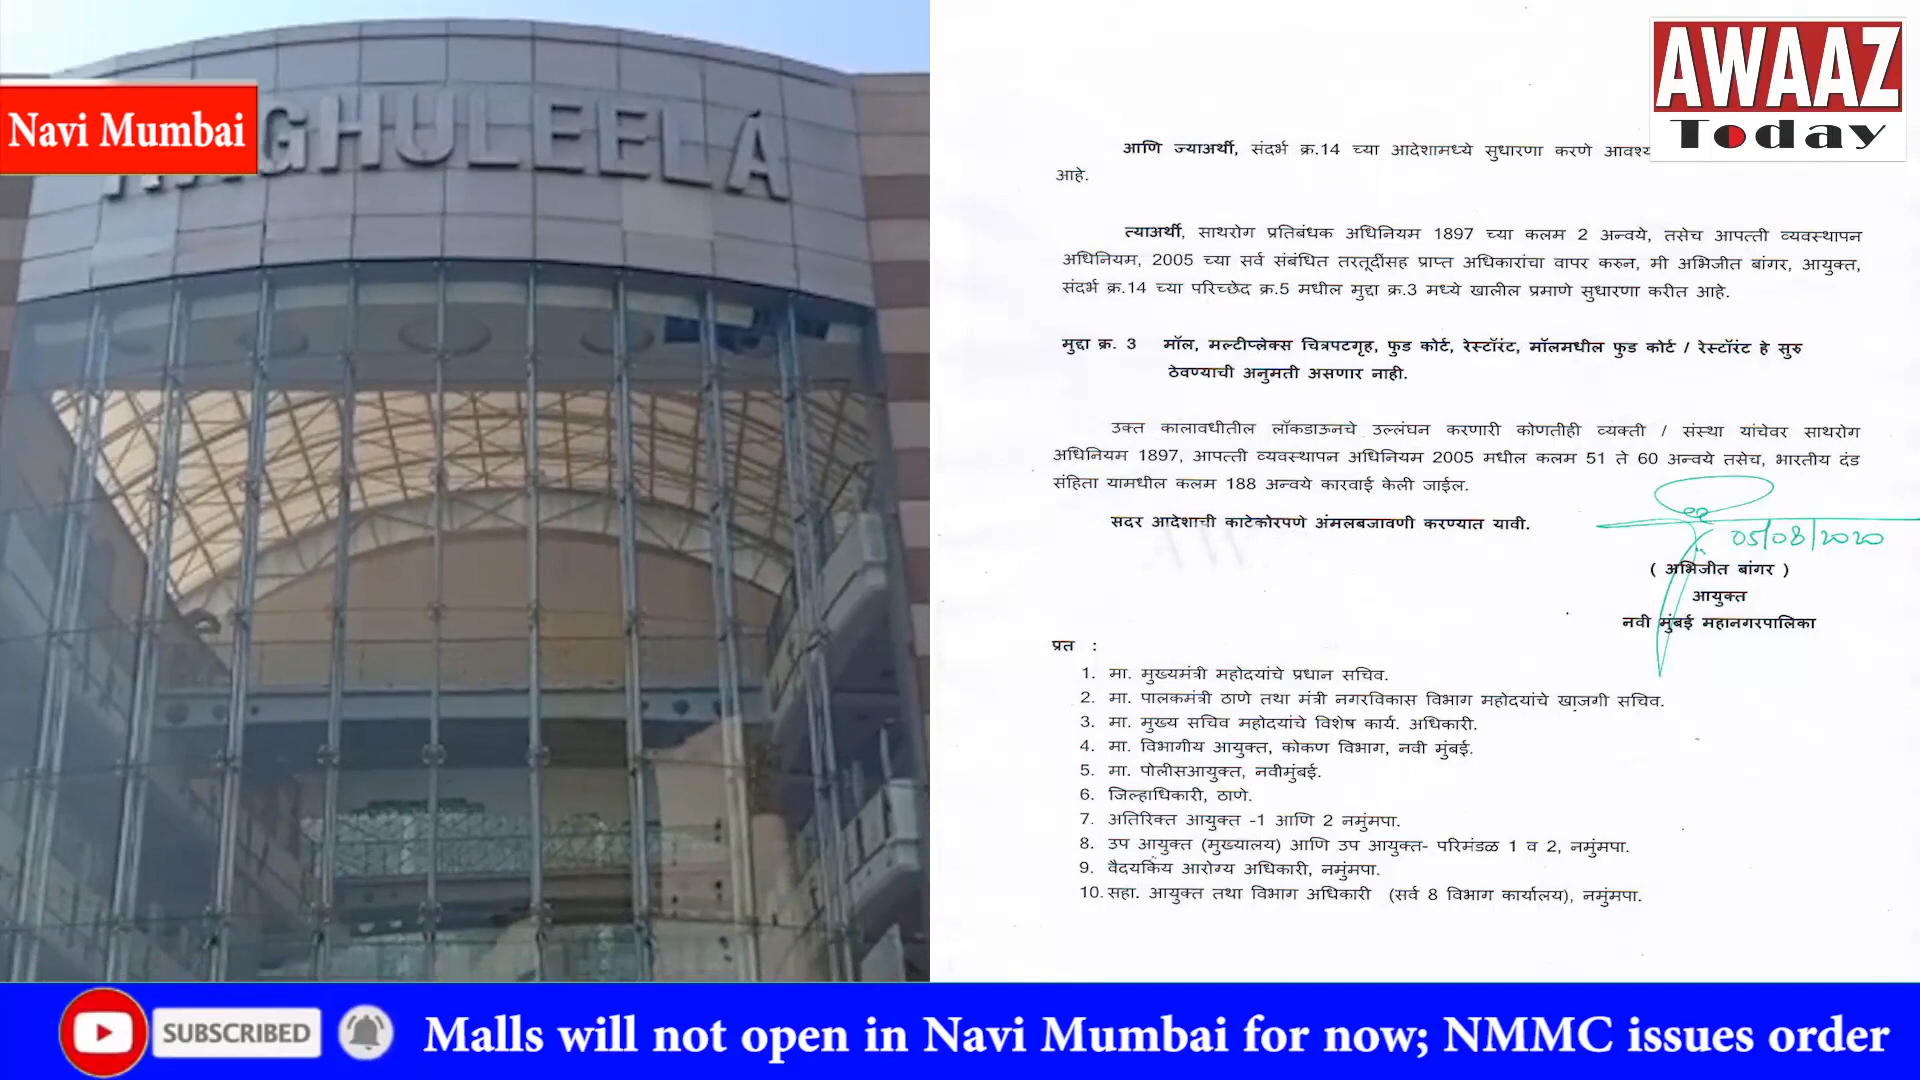 Navi Mumbai
GHULEELA
AWAAZ
Today
आणि ज्याअर्थी, संदर्भ क्र.14 च्या आदेशामध्ये सुधारणा करणे
आहे.
त्याअर्थी, साथरोग प्रतिबंधक अधिनियम 1897 च्या कलम 2 अन्वये, तसेच आपत्ती व्यवस्थापन
अधिनियम, 2005 च्या सर्व संबंधित तरतूदींसह प्राप्त अधिकारांचा वापर करुन, मी अभिजीत बांगर, आयुक्त,
संदर्भ क्र.14 च्या परिच्छेद क्र.5 मधील मुद्दा क्र.3 मध्ये खालील प्रमाणे सुधारणा करीत आहे.
मुद्दा क्र. 3 मॉल, मल्टीप्लेक्स चित्रपटगृह, फुड कोर्ट, रेस्टॉरंट, मॉलमधील फुड कोर्ट / रेस्टॉरंट हे सुरु
ठेवण्याची अनुमती असणार नाही.
उक्त कालावधीतील लॉकडाऊनचे उल्लंघन करणारी कोणतीही व्यक्ती / संस्था यांचेवर साथरोग
अधिनियम 1897, आपत्ती व्यवस्थापन अधिनियम 2005 मधील कलम 51 ते 60 अन्वये तसेच, भारतीय दंड
संहिता यामधील कलम 188 अन्वये कारवाई केली जाईल.
सदर आदेशाची काटेकोरपणे अंमलबजावणी करण्यात यावी.
05/08/2020
( अभिजीत बांगर )
आयुक्त
नवी मुंबई महानगरपालिका
प्रत :
1. मा. मुख्यमंत्री महोदयांचे प्रधान सचिव.
2. मा. पालकमंत्री ठाणे तथा मंत्री नगरविकास विभाग महोदयांचे खाजगी सचिव.
3. मा. मुख्य सचिव महोदयांचे विशेष कार्य. अधिकारी.
4. मा. विभागीय आयुक्त, कोकण विभाग, नवी मुंबई.
5. मा. पोलीसआयुक्त, नवीमुंबई.
6. जिल्हाधिकारी, ठाणे.
7. अतिरिक्त आयुक्त -1 आणि 2 नमुंमपा.
8. उप आयुक्त (मुख्यालय) आणि उप आयुक्त- परिमंडळ 1 व 2, नमुंमपा.
9. वैदयकिय आरोग्य अधिकारी, नमुंमपा.
10. सहा. आयुक्त तथा विभाग अधिकारी (सर्व 8 विभाग कार्यालय), नमुंमपा.
SUBSCRIBED
Malls will not open in Navi Mumbai for now; NMMC issues order